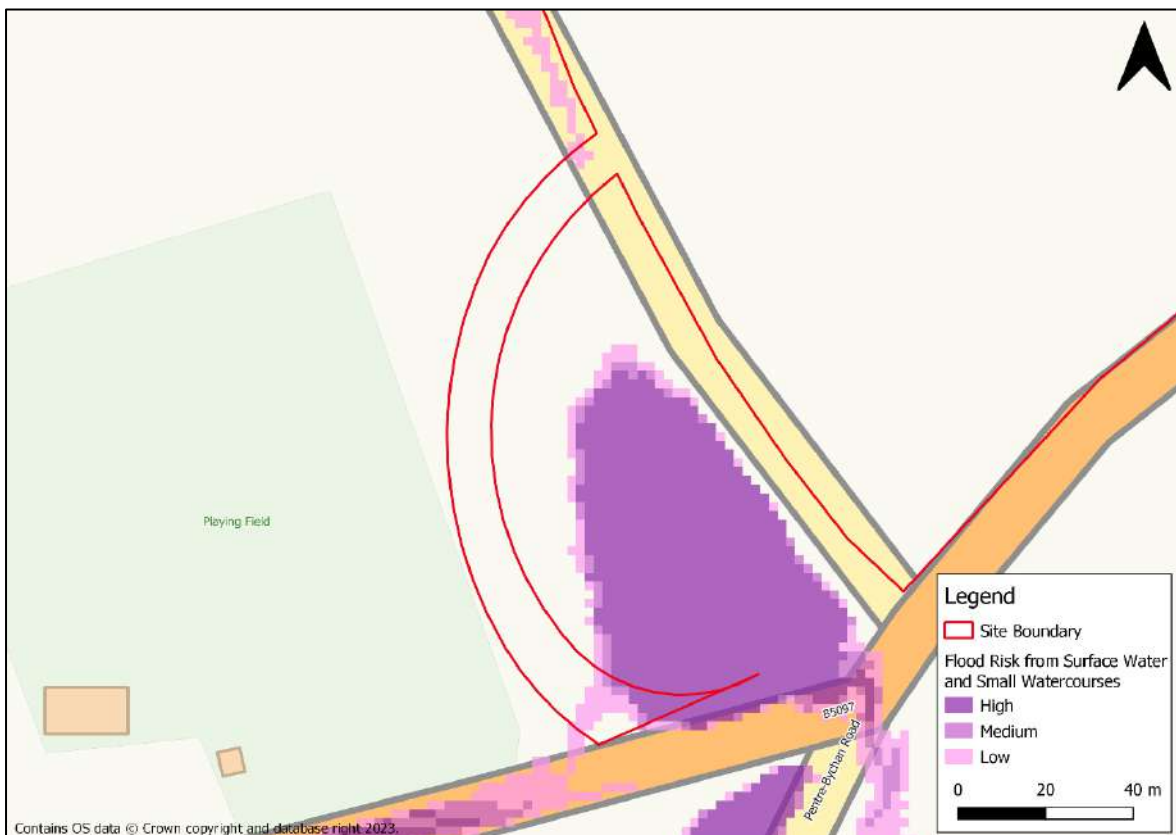 Playing Field
B5097
Pentre-Bychan Road
Legend
Site Boundary
Flood Risk from Surface Water
and Small Watercourses
High
Medium
Low
0 20 40 m
Contains OS data © Crown copyright and database right 2023.